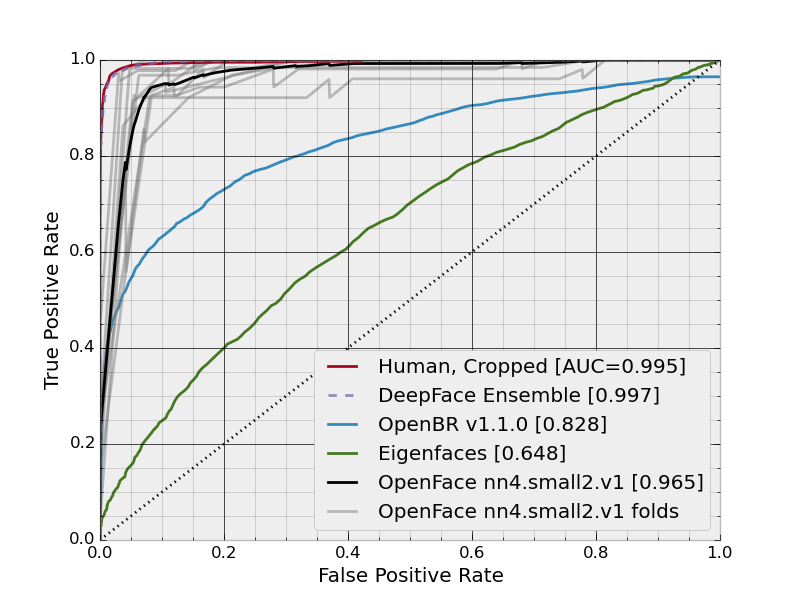 1.0
0.8
0.6
0.4
0.2
0.0
True Positive Rate
Human, Cropped [AUC=0.995]
DeepFace Ensemble [0.997]
OpenBR v1.1.0 [0.828]
Eigenfaces [0.648]
OpenFace nn4.small2.v1 [0.965]
OpenFace nn4.small2.v1 folds
0.0 0.2 0.4 0.6 0.8 1.0
False Positive Rate